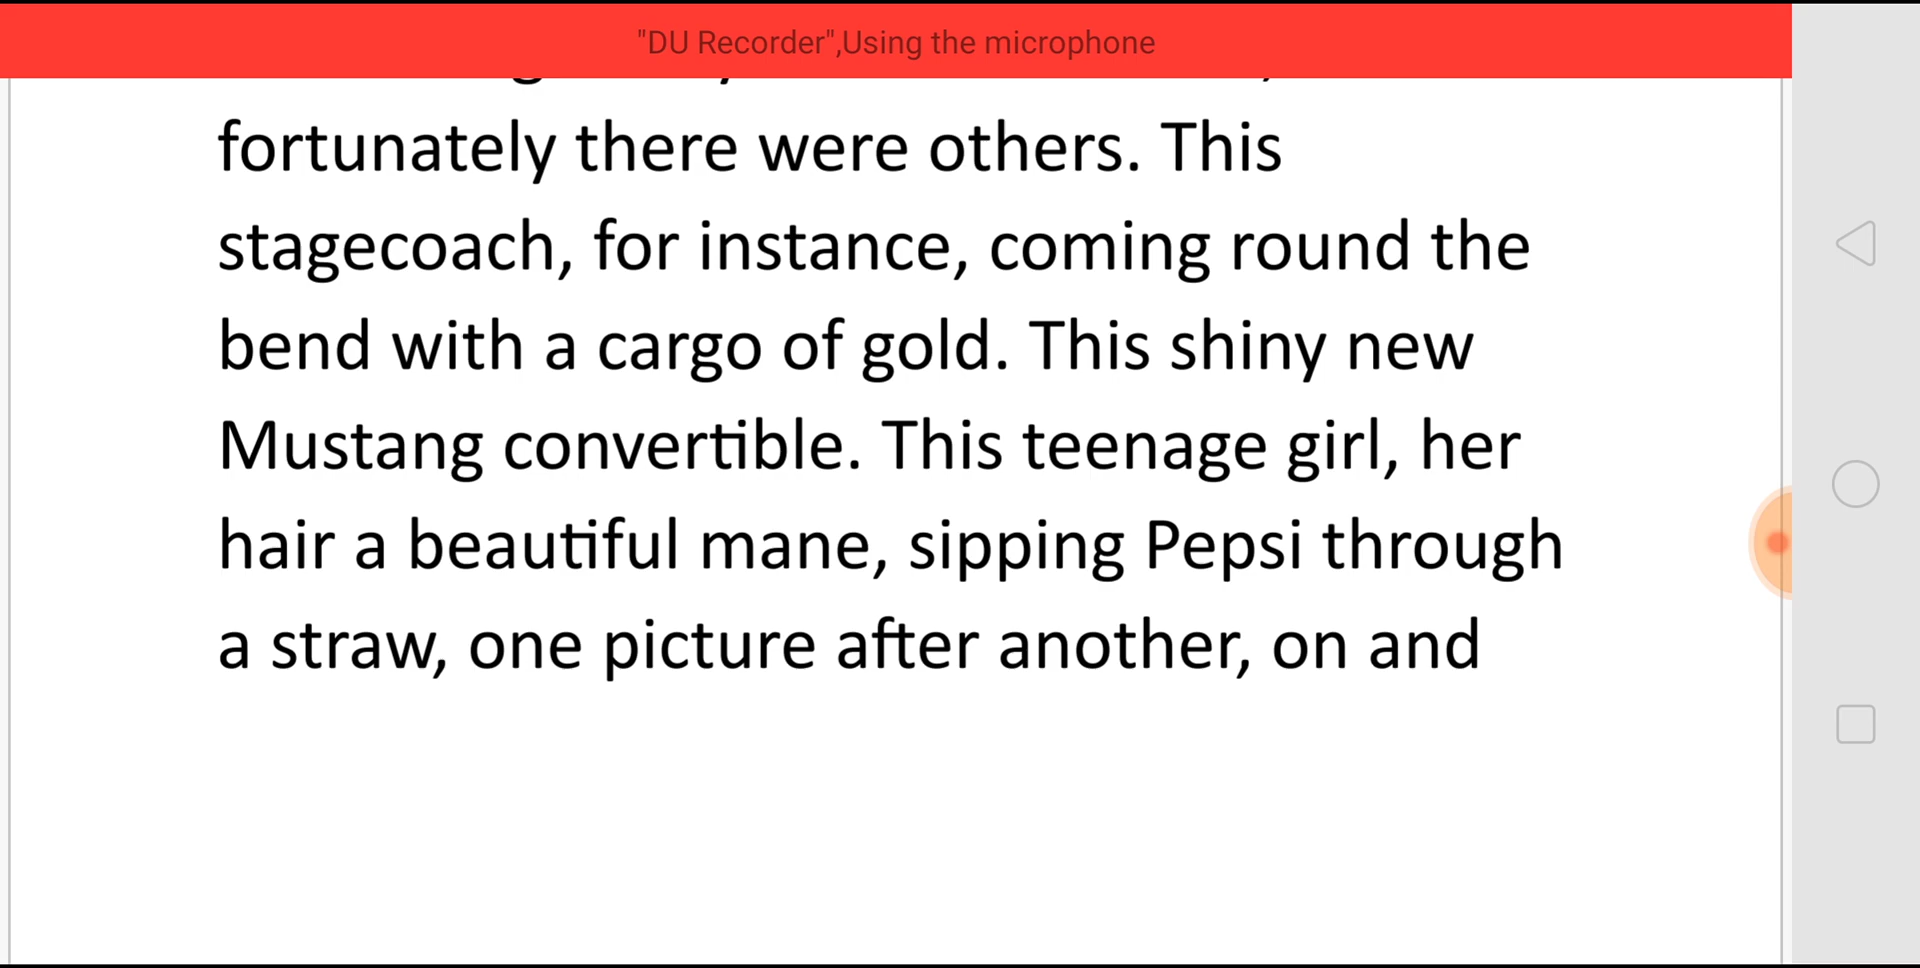 "DU Recorder",Using the microphone
fortunately there were others. This
stagecoach, for instance, coming round the
bend with a cargo of gold. This shiny new
Mustang convertible. This teenage girl, her
hair a beautiful mane, sipping Pepsi through
a straw, one picture after another, on and